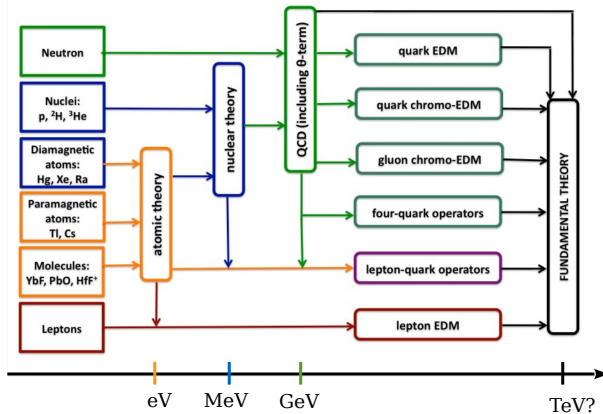 Neutron
Nuclei:
p, ²H, ³He
Diamagnetic
atoms:
Hg, Xe, Ra
Paramagnetic
atoms:
Tl, Cs
Molecules:
YbF, PbO, HfF⁺
Leptons
atomic theory
nuclear theory
QCD (including θ-term)
quark EDM
quark chromo-EDM
gluon chromo-EDM
four-quark operators
lepton-quark operators
lepton EDM
FUNDAMENTAL THEORY
eV
MeV
GeV
TeV?